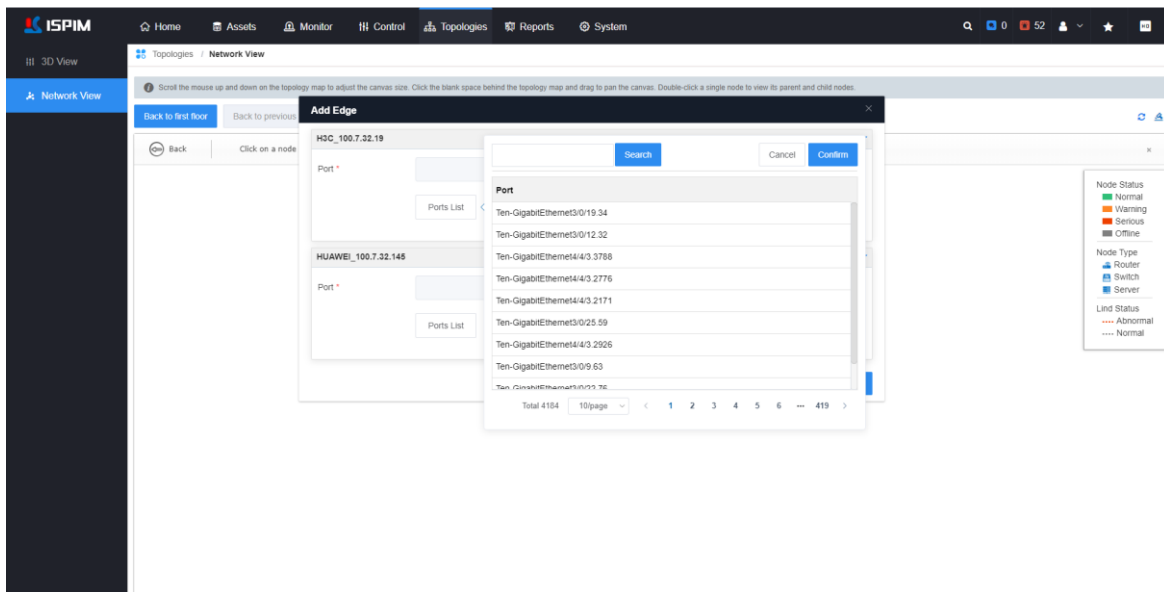 ISPIM Home Assets Monitor Control Topologies Reports System 0 52 HD
3D View
Network View
Topologies / Network View
Scroll the mouse up and down on the topology map to adjust the canvas size. Click the blank space behind the topology map and drag to pan the canvas. Double-click a single node to view its parent and child nodes.
Back to first floor Back to previous
Back Click on a node
Add Edge
H3C_100.7.32.19
Port *
Ports List
HUAWEI_100.7.32.145
Port *
Ports List
Search Cancel Confirm
Port
Ten-GigabitEthernet3/0/19.34
Ten-GigabitEthernet3/0/12.32
Ten-GigabitEthernet4/4/3.3788
Ten-GigabitEthernet4/4/3.2776
Ten-GigabitEthernet4/4/3.2171
Ten-GigabitEthernet3/0/25.59
Ten-GigabitEthernet4/4/3.2926
Ten-GigabitEthernet3/0/9.63
Ten-GigabitEthernet3/0/22.76
Total 4184 10/page < 1 2 3 4 5 6 ··· 419 >
Node Status
Normal
Warning
Serious
Offline
Node Type
Router
Switch
Server
Lind Status
Abnormal
Normal